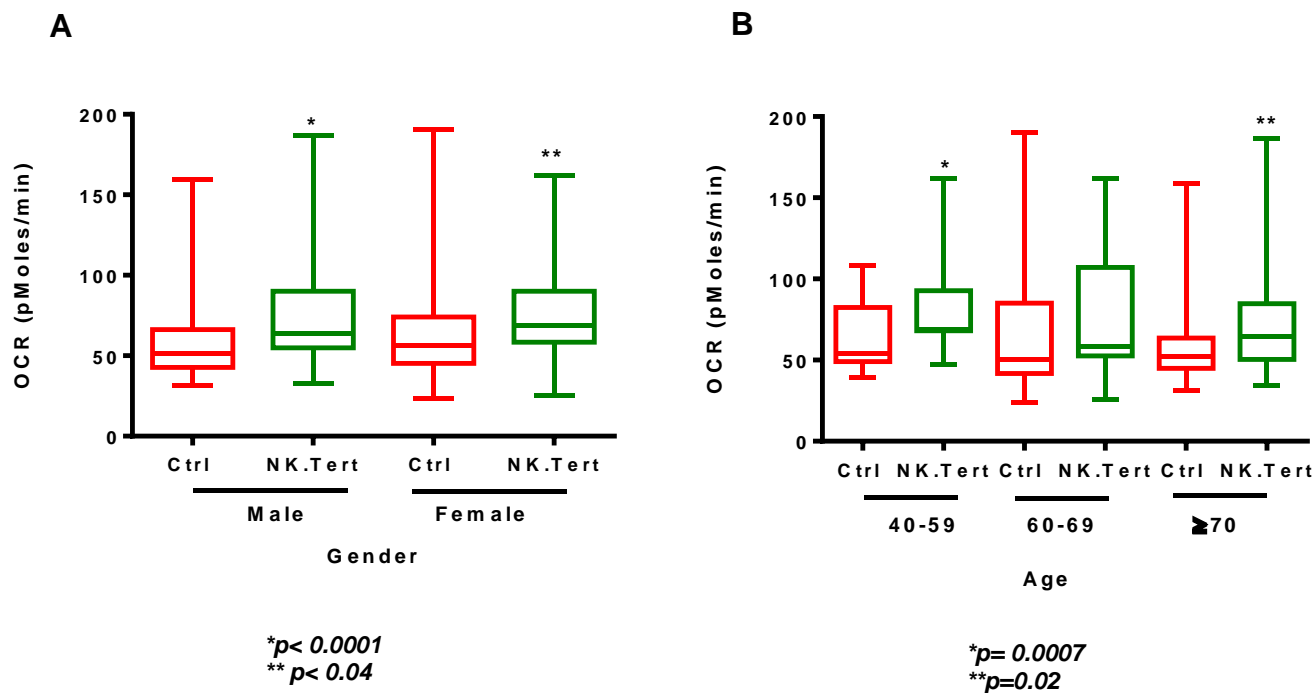 A
OCR (pMoles/min)
200
150
100
50
0
*
**
Ctrl NK.Tert Ctrl NK.Tert
Male Female
Gender
*p< 0.0001
** p< 0.04
B
OCR (pMoles/min)
200
150
100
50
0
*
**
Ctrl NK.Tert Ctrl NK.Tert Ctrl NK.Tert
40-59 60-69 ≥70
Age
*p= 0.0007
**p=0.02